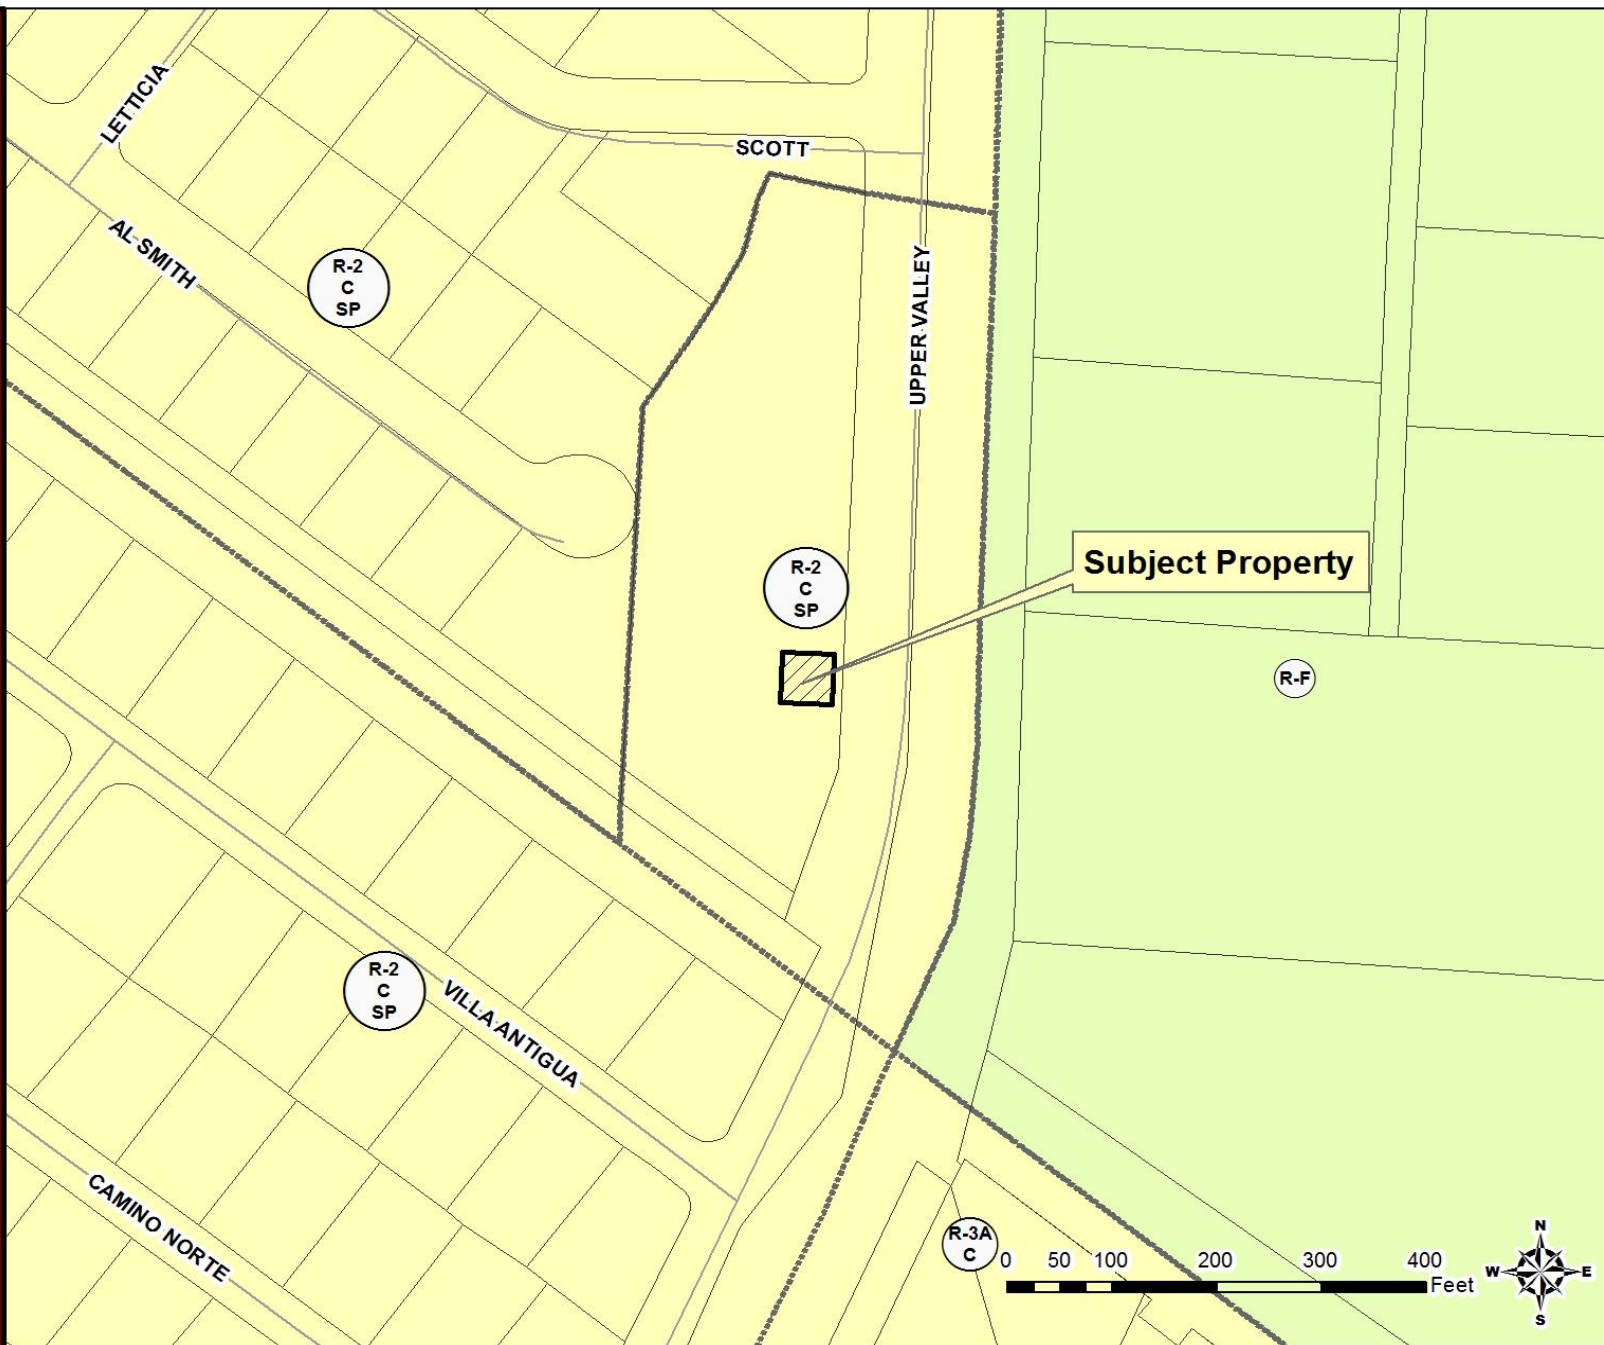 LETTICIA
SCOTT
AL SMITH
R-2
C
SP
UPPER VALLEY
Subject Property
R-2
C
SP
R-F
R-2
C
SP
VILLA ANTIGUA
CAMINO NORTE
R-3A
C
0 50 100 200 300 400
Feet
N
W E
S